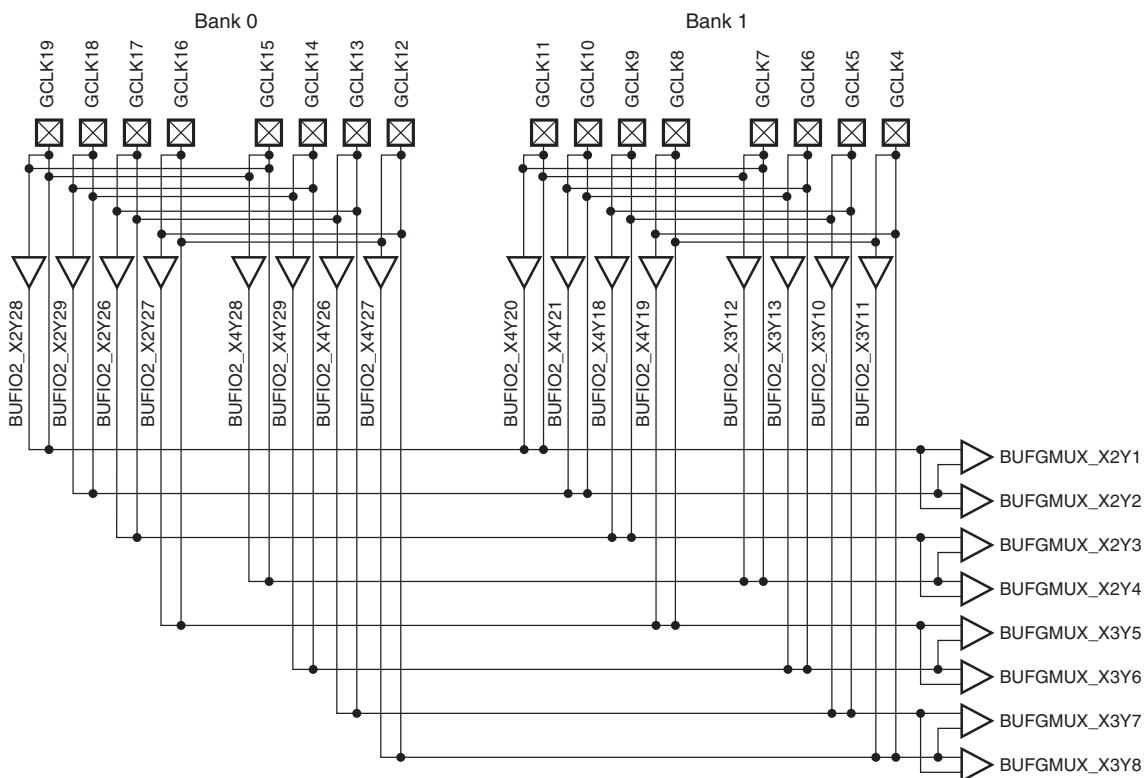 Bank 0
Bank 1
GCLK19
GCLK18
GCLK17
GCLK16
GCLK15
GCLK14
GCLK13
GCLK12
GCLK11
GCLK10
GCLK9
GCLK8
GCLK7
GCLK6
GCLK5
GCLK4
BUFIO2_X2Y28
BUFIO2_X2Y29
BUFIO2_X2Y26
BUFIO2_X2Y27
BUFIO2_X4Y28
BUFIO2_X4Y29
BUFIO2_X4Y26
BUFIO2_X4Y27
BUFIO2_X4Y20
BUFIO2_X4Y21
BUFIO2_X4Y18
BUFIO2_X4Y19
BUFIO2_X3Y12
BUFIO2_X3Y13
BUFIO2_X3Y10
BUFIO2_X3Y11
BUFGMUX_X2Y1
BUFGMUX_X2Y2
BUFGMUX_X2Y3
BUFGMUX_X2Y4
BUFGMUX_X3Y5
BUFGMUX_X3Y6
BUFGMUX_X3Y7
BUFGMUX_X3Y8